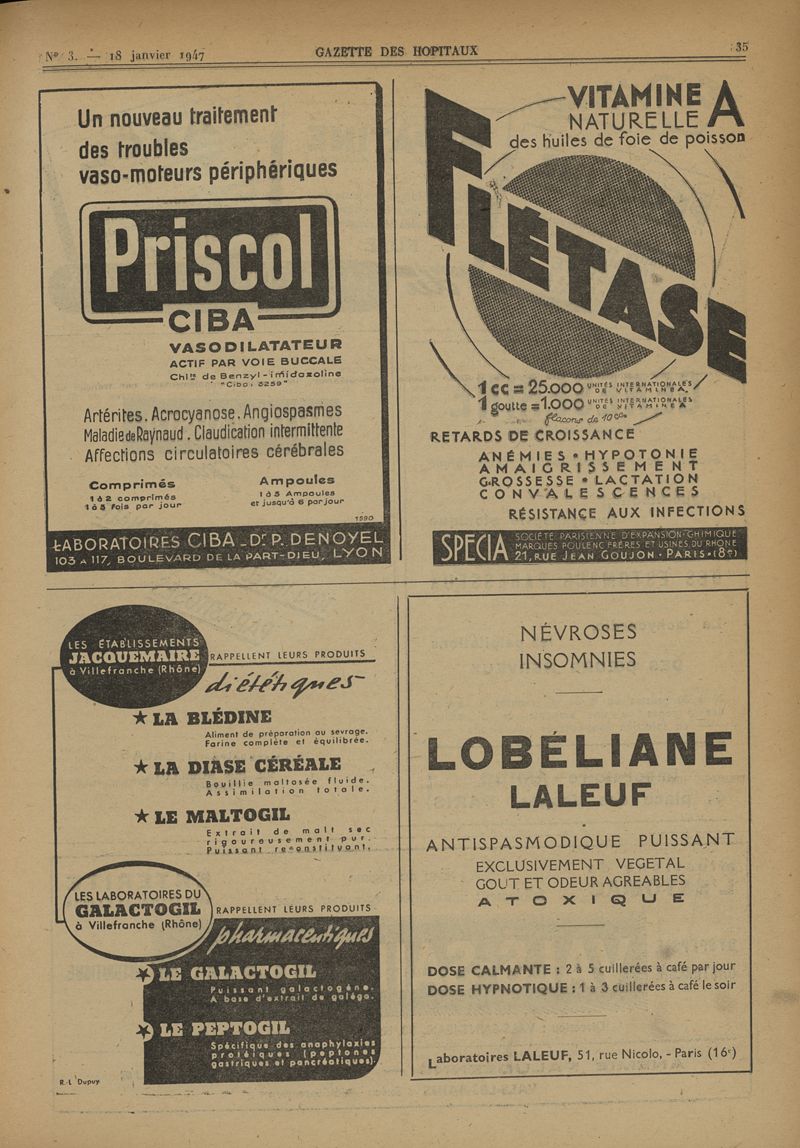 Nº 3. — 18 janvier 1947
GAZETTE DES HOPITAUX
35
Un nouveau traitement
des troubles
vaso-moteurs périphériques
Priscol
CIBA
VASODILATATEUR
ACTIF PAR VOIE BUCCALE
Chlte de Benzyl-imidazoline
"Ciba: 3259"
Artérites. Acrocyanose. Angiospasmes
Maladie de Raynaud. Claudication intermittente
Affections circulatoires cérébrales
Comprimés
1 à 2 comprimés
1 à 5 fois par jour
Ampoules
1 à 3 Ampoules
et jusqu'à 6 par jour
1590
LABORATOIRES CIBA_Dr P. DENOYEL
103 A 117, BOULEVARD DE LA PART-DIEU, LYON
VITAMINE A
NATURELLE
des huiles de foie de poisson
FLÉTASE
1cc = 25.000 UNITÉS INTERNATIONALES DE VITAMINE A
1 goutte = 1.000 UNITÉS INTERNATIONALES DE VITAMINE A
flacons de 10 cc
RETARDS DE CROISSANCE
ANÉMIES • HYPOTONIE
AMAIGRISSEMENT
GROSSESSE • LACTATION
CONVALESCENCES
RÉSISTANCE AUX INFECTIONS
SPECIA
SOCIÉTÉ PARISIENNE D'EXPANSION CHIMIQUE
MARQUES POULENC FRÈRES ET USINES DU RHÔNE
21, RUE JEAN GOUJON - PARIS (8e)
LES ÉTABLISSEMENTS
JACQUEMAIRE
à Villefranche (Rhône)
RAPPELLENT LEURS PRODUITS
diététiques
★ LA BLÉDINE
Aliment de préparation au sevrage.
Farine complète et équilibrée.
★ LA DIASE CÉRÉALE
Bouillie maltosée fluide.
Assimilation totale.
★ LE MALTOGIL
Extrait de malt sec
rigoureusement pur.
Puissant reconstituant.
LES LABORATOIRES DU
GALACTOGIL
à Villefranche (Rhône)
RAPPELLENT LEURS PRODUITS
pharmaceutiques
★ LE GALACTOGIL
Puissant galactogène.
A base d'extrait de galéga.
★ LE PEPTOGIL
Spécifique des anaphylaxies
protéiques (peptones
gastriques et pancréatiques).
R.-L Dupuy
NÉVROSES
INSOMNIES
LOBÉLIANE
LALEUF
ANTISPASMODIQUE PUISSANT
EXCLUSIVEMENT VEGETAL
GOUT ET ODEUR AGREABLES
ATOXIQUE
DOSE CALMANTE : 2 à 5 cuillerées à café par jour
DOSE HYPNOTIQUE : 1 à 3 cuillerées à café le soir
Laboratoires LALEUF, 51, rue Nicolo, - Paris (16e)